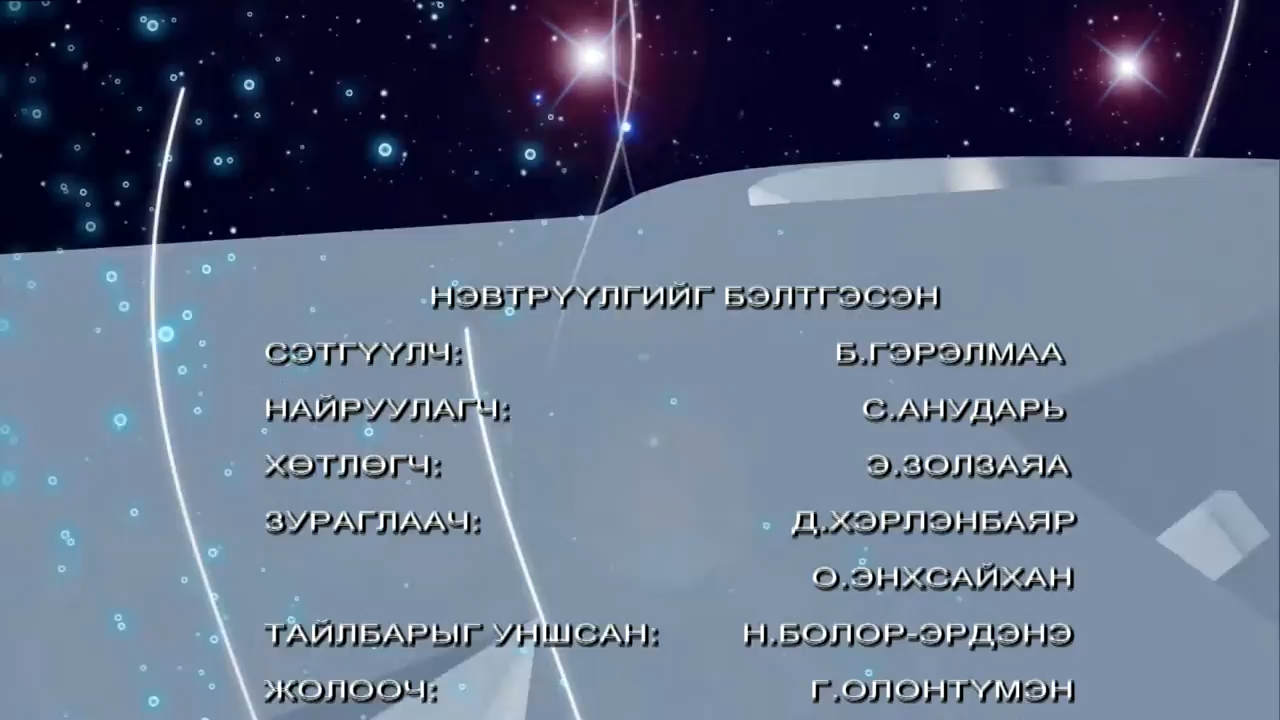 НЭВТРҮҮЛГИЙГ БЭЛТГЭСЭН
СЭТГҮҮЛЧ: Б.ГЭРЭЛМАА
НАЙРУУЛАГЧ: С.АНУДАРЬ
ХӨТЛӨГЧ: Э.ЗОЛЗАЯА
ЗУРАГЛААЧ: Д.ХЭРЛЭНБАЯР
О.ЭНХСАЙХАН
ТАЙЛБАРЫГ УНШСАН: Н.БОЛОР-ЭРДЭНЭ
ЖОЛООЧ: Г.ОЛОНТҮМЭН